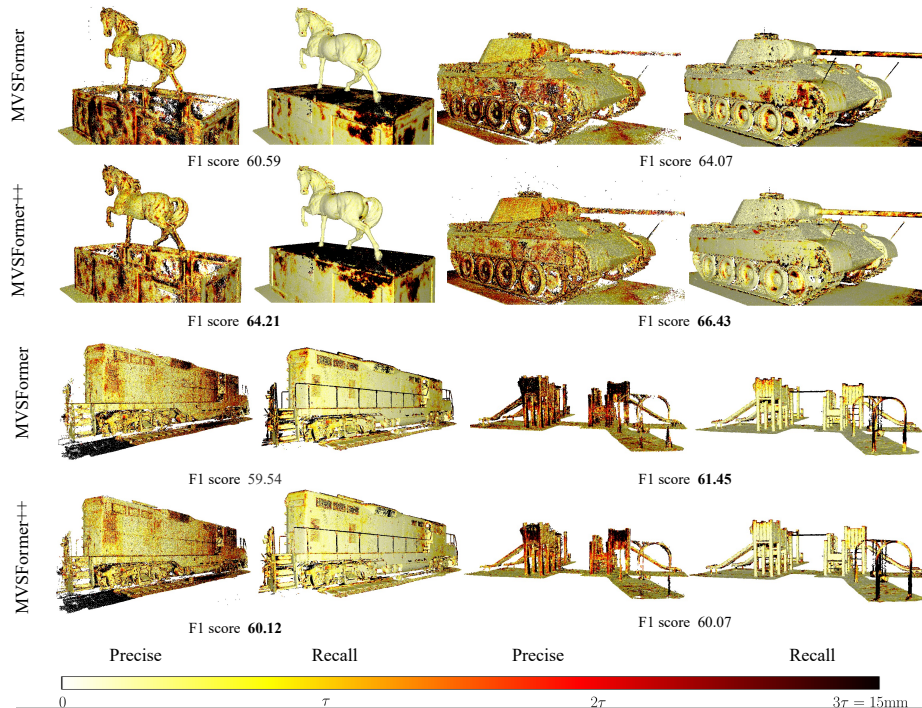 MVSFormer
F1 score 60.59
F1 score 64.07
MVSFormer++
F1 score 64.21
F1 score 66.43
MVSFormer
F1 score 59.54
F1 score 61.45
MVSFormer++
F1 score 60.12
F1 score 60.07
Precise Recall Precise Recall
0 τ 2τ 3τ = 15mm